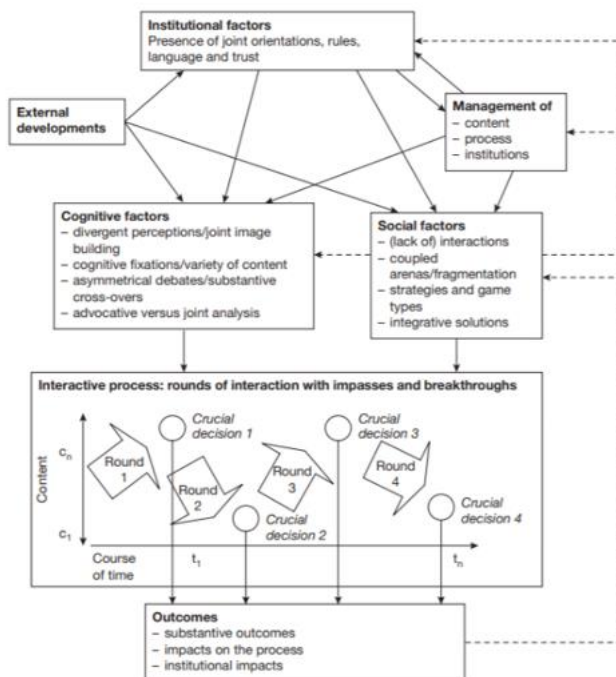 Institutional factors
Presence of joint orientations, rules,
language and trust
External
developments
Management of
– content
– process
– institutions
Cognitive factors
– divergent perceptions/joint image
building
– cognitive fixations/variety of content
– asymmetrical debates/substantive
cross-overs
– advocative versus joint analysis
Social factors
– (lack of) interactions
– coupled
arenas/fragmentation
– strategies and game
types
– integrative solutions
Interactive process: rounds of interaction with impasses and breakthroughs
Content
cn
c1
Round
1
Crucial
decision 1
Round
2
Crucial
decision 2
Round
3
Crucial
decision 3
Round
4
Crucial
decision 4
Course
of time
t1
tn
Outcomes
– substantive outcomes
– impacts on the process
– institutional impacts